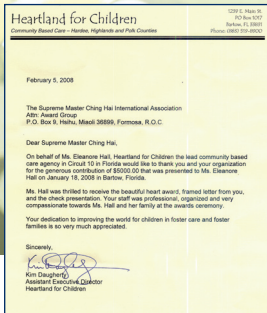 Heartland for Children
Community Based Care – Hardee, Highlands and Polk Counties
1239 E. Main St.
PO Box 1017
Bartow, FL 33831
Phone: (863) 519-8900
February 5, 2008
The Supreme Master Ching Hai International Association
Attn: Award Group
P.O. Box 9, Hsihu, Miaoli 36899, Formosa, R.O.C.
Dear Supreme Master Ching Hai,
On behalf of Ms. Eleanore Hall, Heartland for Children the lead community based
care agency in Circuit 10 in Florida would like to thank you and your organization
for the generous contribution of $5000.00 that was presented to Ms. Eleanore
Hall on January 18, 2008 in Bartow, Florida.
Ms. Hall was thrilled to receive the beautiful heart award, framed letter from you,
and the check presentation. Your staff was professional, organized and very
compassionate towards Ms. Hall and her family at the awards ceremony.
Your dedication to improving the world for children in foster care and foster
families is so very much appreciated.
Sincerely,
Kim Daugherty
Assistant Executive Director
Heartland for Children